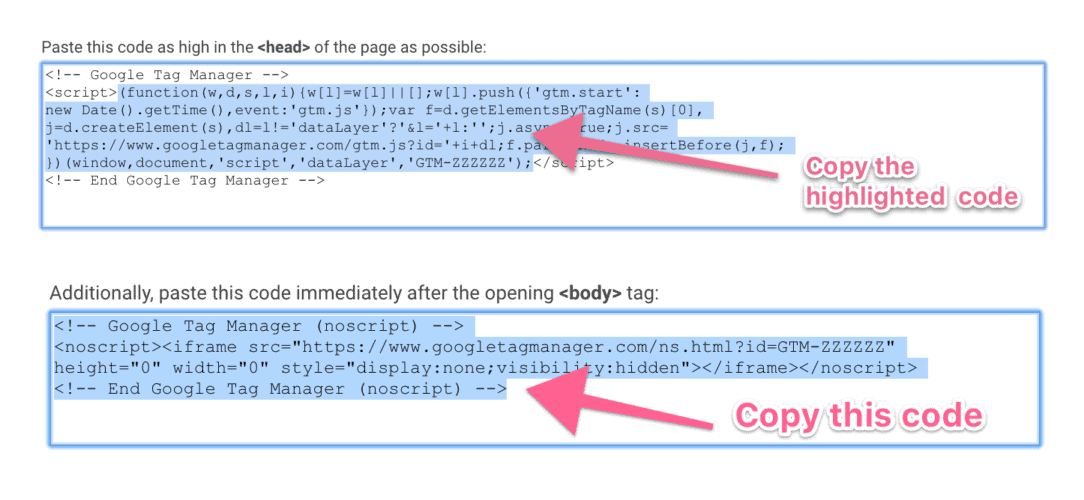 Paste this code as high in the <head> of the page as possible:
<!-- Google Tag Manager -->
<script>(function(w,d,s,l,i){w[l]=w[l]||[];w[l].push({'gtm.start':
new Date().getTime(),event:'gtm.js'});var f=d.getElementsByTagName(s)[0],
j=d.createElement(s),dl=l!='dataLayer'?'&l='+l:'';j.async rue;j.src=
'https://www.googletagmanager.com/gtm.js?id='+i+dl;f.pa insertBefore(j,f);
})(window,document,'script','dataLayer','GTM-ZZZZZZ');</script>
<!-- End Google Tag Manager -->
Copy the
highlighted code
Additionally, paste this code immediately after the opening <body> tag:
<!-- Google Tag Manager (noscript) -->
<noscript><iframe src="https://www.googletagmanager.com/ns.html?id=GTM-ZZZZZZ"
height="0" width="0" style="display:none;visibility:hidden"></iframe></noscript>
<!-- End Google Tag Manager (noscript) -->
Copy this code